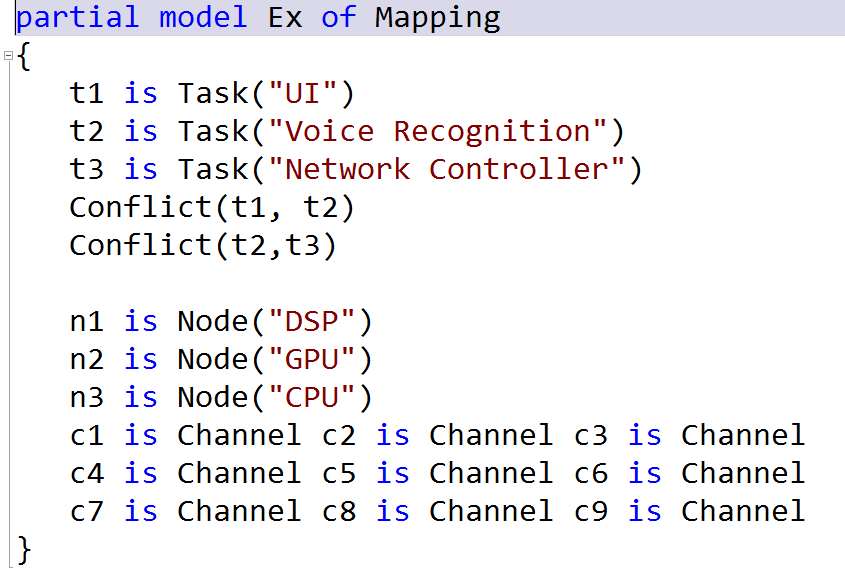 partial model Ex of Mapping
{
t1 is Task("UI")
t2 is Task("Voice Recognition")
t3 is Task("Network Controller")
Conflict(t1, t2)
Conflict(t2,t3)
n1 is Node("DSP")
n2 is Node("GPU")
n3 is Node("CPU")
c1 is Channel c2 is Channel c3 is Channel
c4 is Channel c5 is Channel c6 is Channel
c7 is Channel c8 is Channel c9 is Channel
}